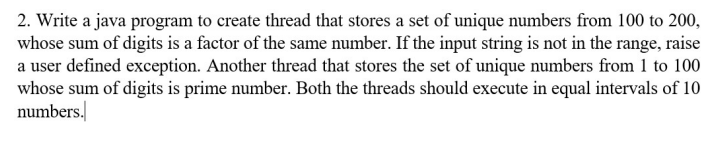 2. Write a java program to create thread that stores a set of unique numbers from 100 to 200,
whose sum of digits is a factor of the same number. If the input string is not in the range, raise
a user defined exception. Another thread that stores the set of unique numbers from 1 to 100
whose sum of digits is prime number. Both the threads should execute in equal intervals of 10
numbers.